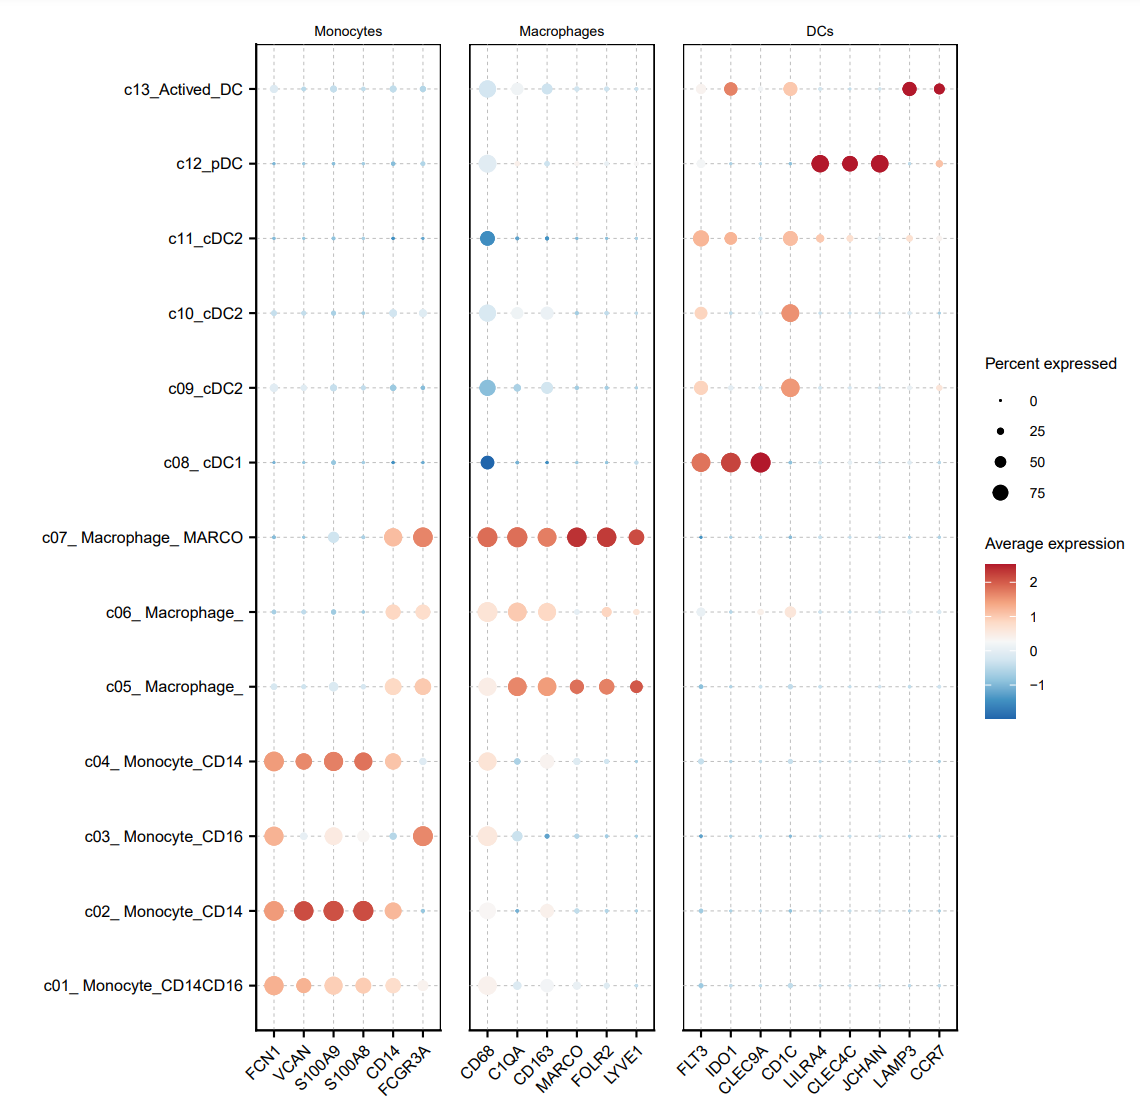 Monocytes Macrophages DCs
c13_Actived_DC
c12_pDC
c11_cDC2
c10_cDC2
c09_cDC2
c08_ cDC1
c07_ Macrophage_ MARCO
c06_ Macrophage_
c05_ Macrophage_
c04_ Monocyte_CD14
c03_ Monocyte_CD16
c02_ Monocyte_CD14
c01_ Monocyte_CD14CD16
FCN1
VCAN
S100A9
S100A8
CD14
FCGR3A
CD68
C1QA
CD163
MARCO
FOLR2
LYVE1
FLT3
IDO1
CLEC9A
CD1C
LILRA4
CLEC4C
JCHAIN
LAMP3
CCR7
Percent expressed
0
25
50
75
Average expression
2
1
0
−1